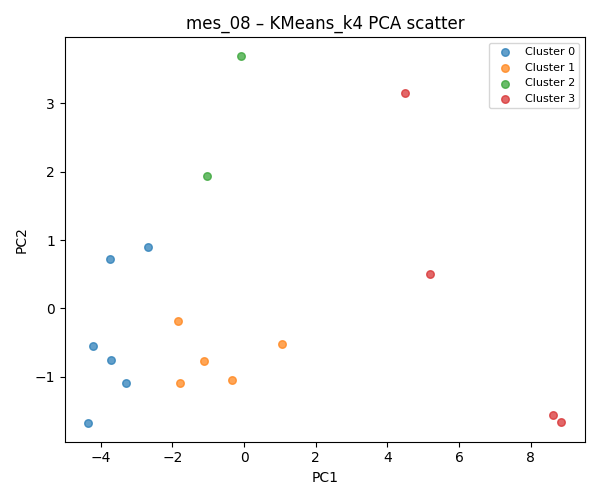 mes_08 – KMeans_k4 PCA scatter
Cluster 0
Cluster 1
Cluster 2
Cluster 3
PC2
3
2
1
0
−1
−4
−2
0
2
4
6
8
PC1